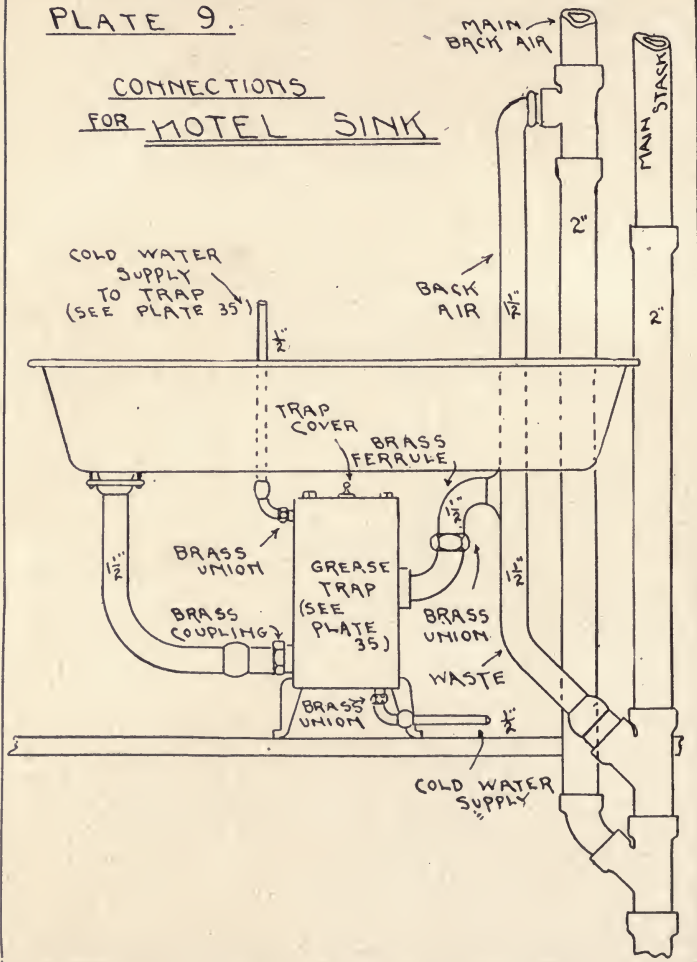 PLATE 9.
CONNECTIONS
FOR HOTEL SINK
MAIN
BACK AIR
MAIN STACK
2"
2"
COLD WATER
SUPPLY
TO TRAP
(SEE PLATE 35)
1/2"
BACK
AIR
1 1/2"
TRAP
COVER
BRASS
FERRULE
1 1/2"
1 1/2"
BRASS
UNION
GREASE
TRAP
(SEE
PLATE
35)
1 1/2"
BRASS
COUPLING
BRASS
UNION
WASTE
BRASS
UNION
1/2"
COLD WATER
SUPPLY